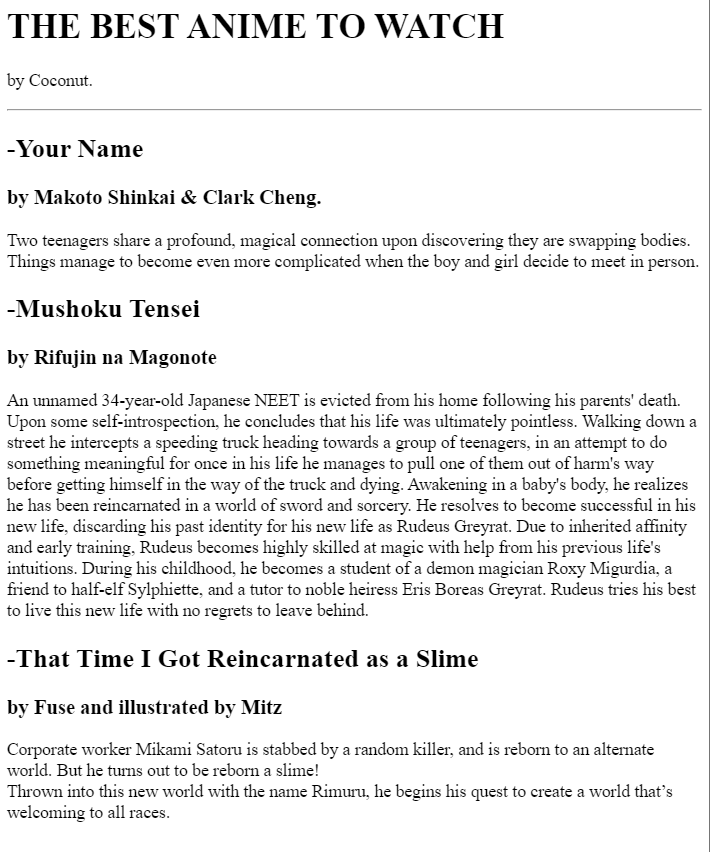 THE BEST ANIME TO WATCH
by Coconut.
-Your Name
by Makoto Shinkai & Clark Cheng.
Two teenagers share a profound, magical connection upon discovering they are swapping bodies.
Things manage to become even more complicated when the boy and girl decide to meet in person.
-Mushoku Tensei
by Rifujin na Magonote
An unnamed 34-year-old Japanese NEET is evicted from his home following his parents' death.
Upon some self-introspection, he concludes that his life was ultimately pointless. Walking down a
street he intercepts a speeding truck heading towards a group of teenagers, in an attempt to do
something meaningful for once in his life he manages to pull one of them out of harm's way
before getting himself in the way of the truck and dying. Awakening in a baby's body, he realizes
he has been reincarnated in a world of sword and sorcery. He resolves to become successful in his
new life, discarding his past identity for his new life as Rudeus Greyrat. Due to inherited affinity
and early training, Rudeus becomes highly skilled at magic with help from his previous life's
intuitions. During his childhood, he becomes a student of a demon magician Roxy Migurdia, a
friend to half-elf Sylphiette, and a tutor to noble heiress Eris Boreas Greyrat. Rudeus tries his best
to live this new life with no regrets to leave behind.
-That Time I Got Reincarnated as a Slime
by Fuse and illustrated by Mitz
Corporate worker Mikami Satoru is stabbed by a random killer, and is reborn to an alternate
world. But he turns out to be reborn a slime!
Thrown into this new world with the name Rimuru, he begins his quest to create a world that’s
welcoming to all races.